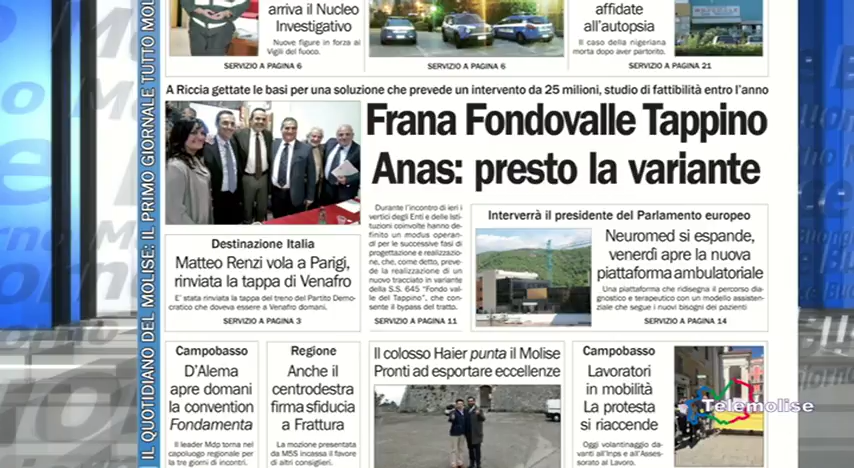 arriva il Nucleo
Investigativo
Nuove figure in forza ai
Vigili del fuoco.
SERVIZIO A PAGINA 6
SERVIZIO A PAGINA 6
affidate
all'autopsia
Il caso della nigeriana
morta dopo aver partorito.
SERVIZIO A PAGINA 21
IL QUOTIDIANO DEL MOLISE: IL PRIMO GIORNALE TUTTO MOL
A Riccia gettate le basi per una soluzione che prevede un intervento da 25 milioni, studio di fattibilità entro l'anno
Frana Fondovalle Tappino
Anas: presto la variante
Durante l'incontro di ieri i
vertici degli Enti e delle Isti
tuzioni coinvolte hanno de
finito un modus operan
dI per le successive fasi di
progettazione e realizzazio
ne, che, come detto, preve
de la realizzazione di un
nuovo tracciato in variante
della S.S. 645 "Fondo val
le del Tappino", che con
sente il bypass del tratto.
SERVIZIO A PAGINA 11
Destinazione Italia
Matteo Renzi vola a Parigi,
rinviata la tappa di Venafro
E' stata rinviata la tappa del treno del Partito Demo-
cratico che doveva essere a Venafro domani.
SERVIZIO A PAGINA 3
Interverrà il presidente del Parlamento europeo
Neuromed si espande,
venerdì apre la nuova
piattaforma ambulatoriale
Una piattaforma che ridisegna il percorso dia
gnostico e terapeutico con un modello assisten
ziale che segue i nuovi bisogni dei pazienti
SERVIZIO A PAGINA 14
Campobasso
D'Alema
apre domani
la convention
Fondamenta
Il leader Mdp torna nel
capoluogo regionale per
la tre giorni di incontri.
Regione
Anche il
centrodestra
firma sfiducia
a Frattura
La mozione presentata
da M5S incassa il favore
di altri consiglieri.
Il colosso Haier punta il Molise
Pronti ad esportare eccellenze
Campobasso
Lavoratori
in mobilità
La protesta
si riaccende
Oggi volantinaggio da-
vanti all'Inps e all'Asses-
sorato al Lavoro.
Telemolise